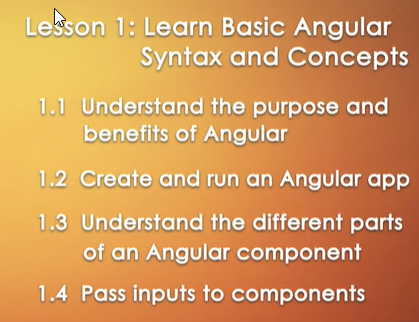 Lesson 1: Learn Basic Angular
Syntax and Concepts
1.1 Understand the purpose and
benefits of Angular
1.2 Create and run an Angular app
1.3 Understand the different parts
of an Angular component
1.4 Pass inputs to components